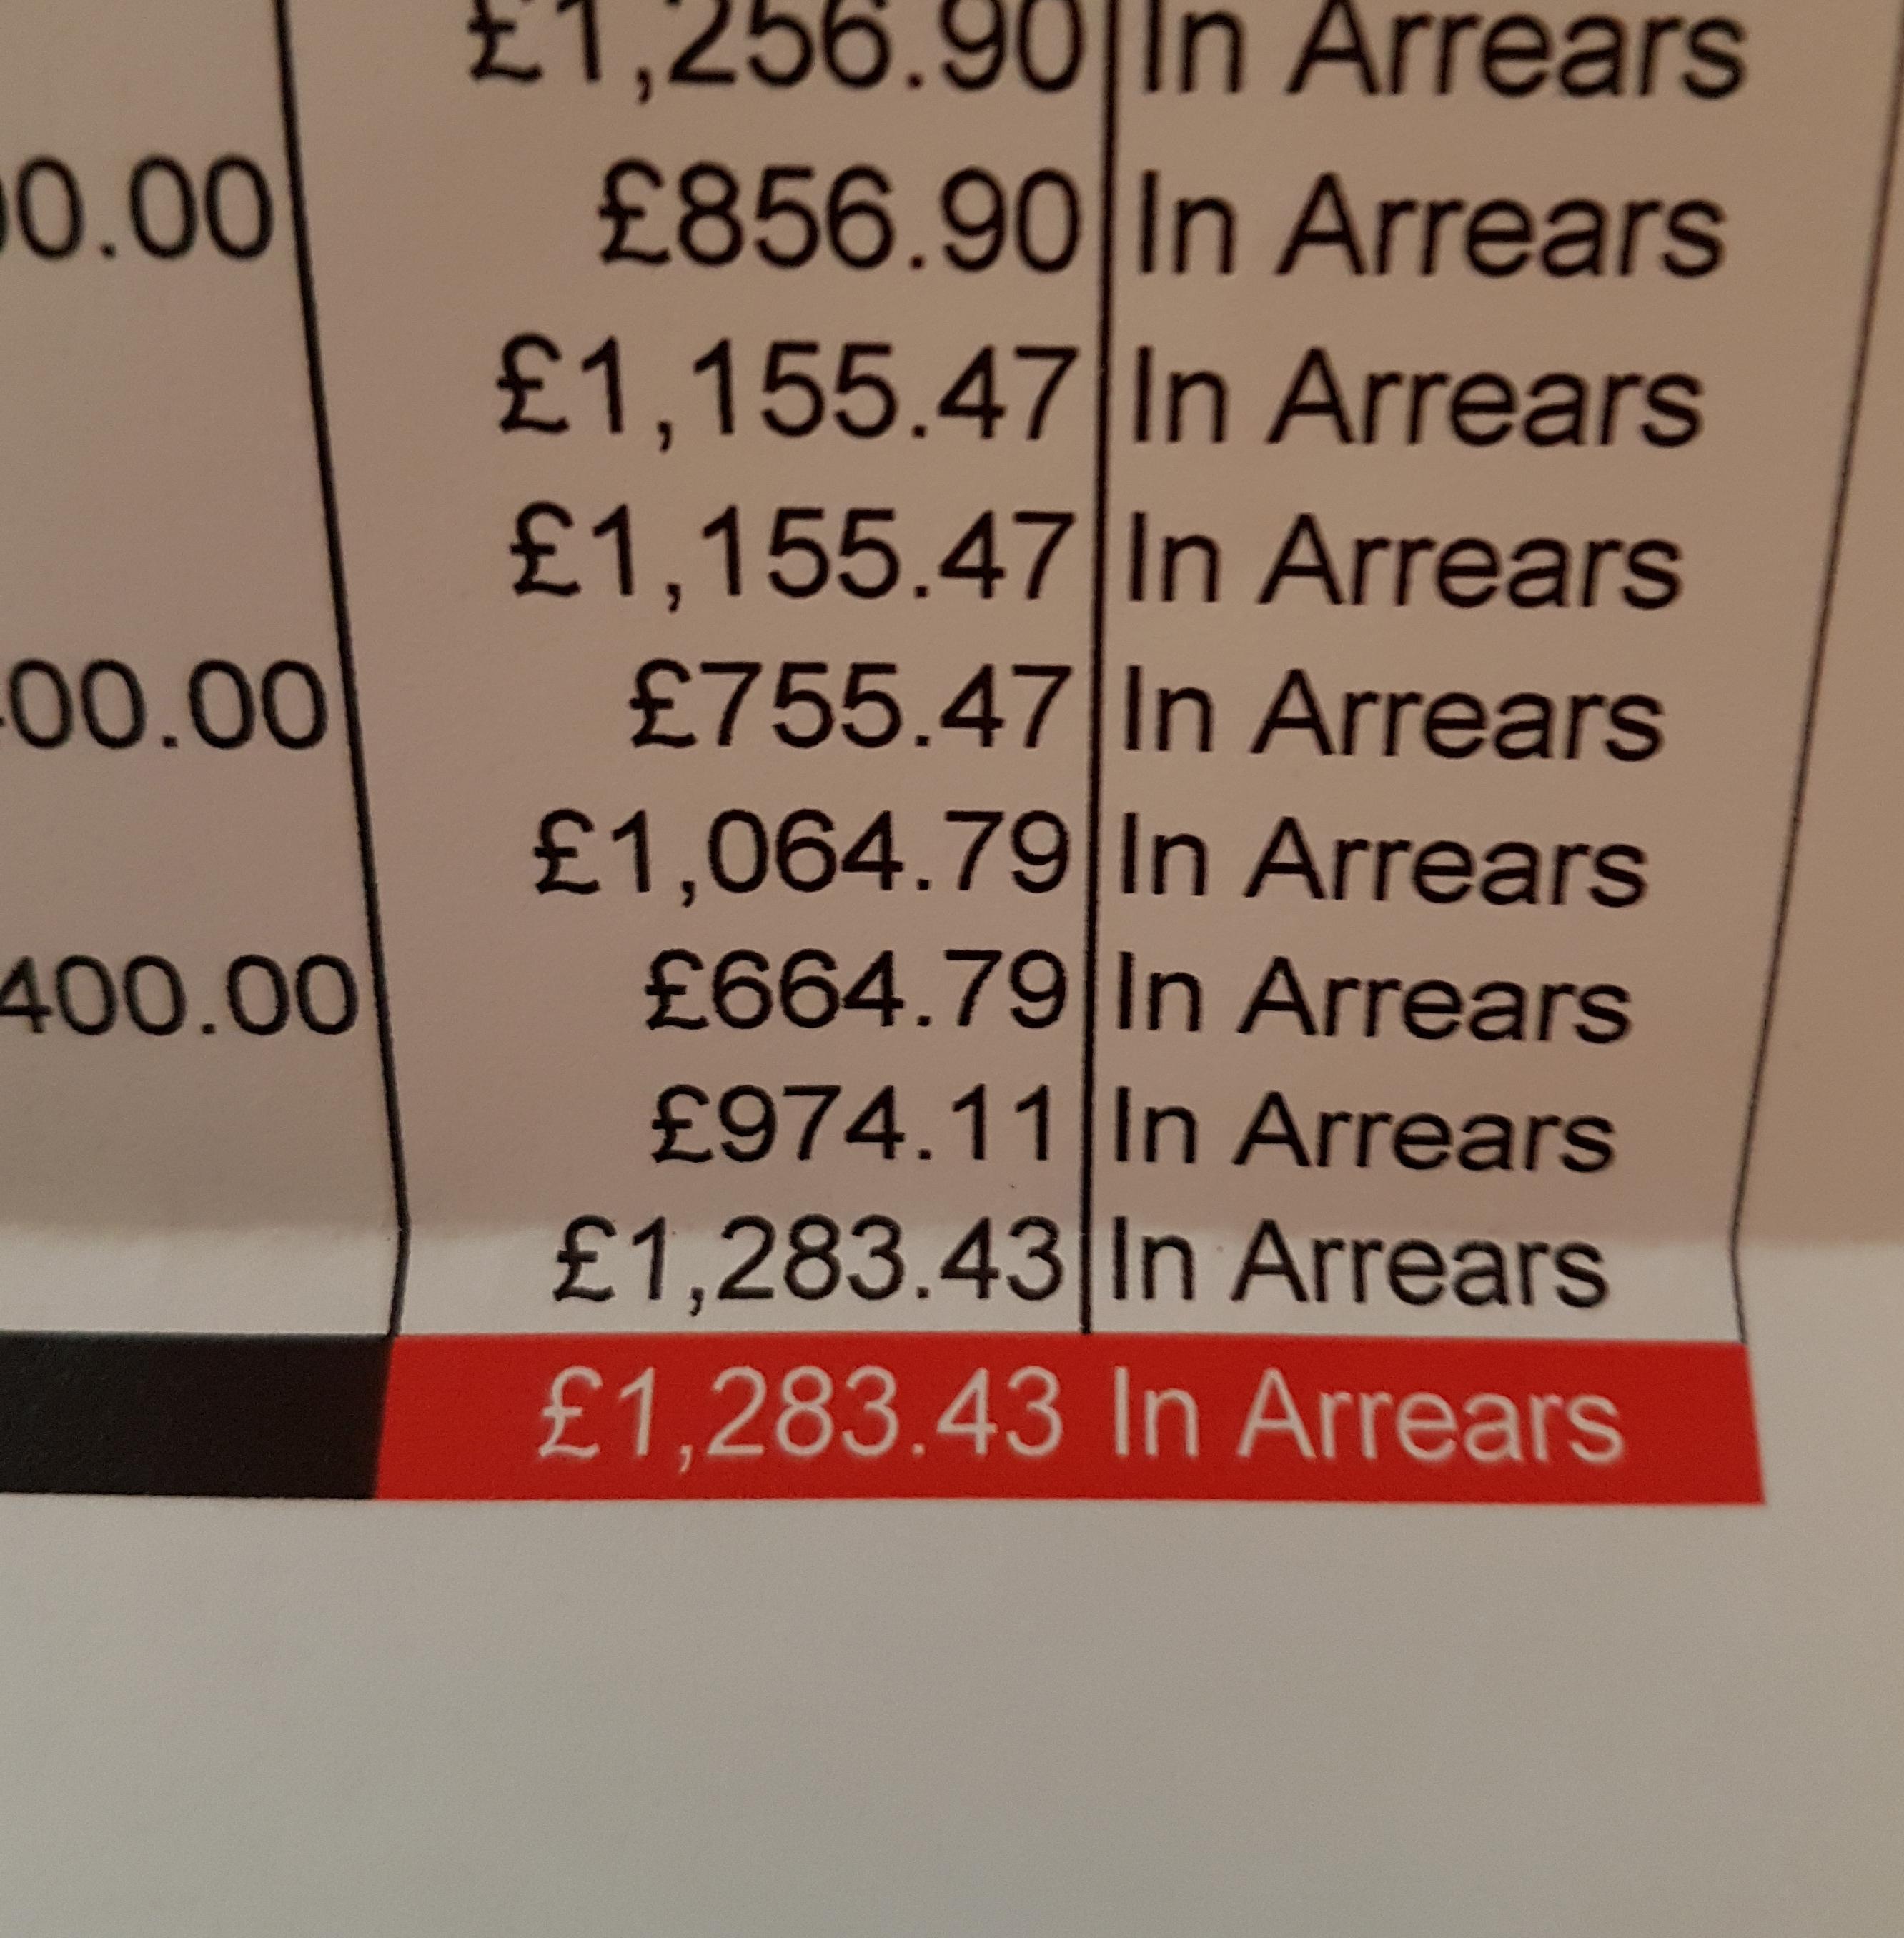 £1,256.90 In Arrears
0.00 £856.90 In Arrears
£1,155.47 In Arrears
£1,155.47 In Arrears
00.00 £755.47 In Arrears
£1,064.79 In Arrears
400.00 £664.79 In Arrears
£974.11 In Arrears
£1,283.43 In Arrears
£1,283.43 In Arrears